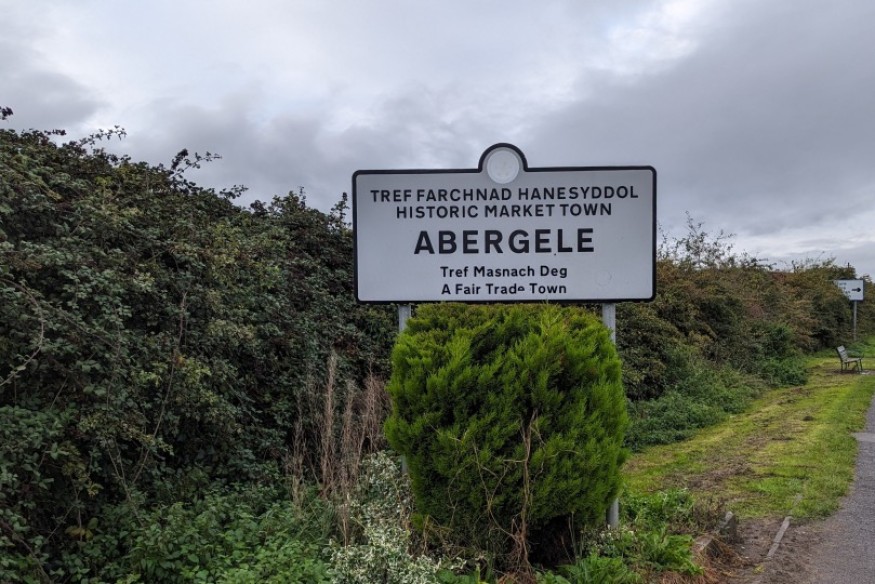 TREF FARCHNAD HANESYDDOL
HISTORIC MARKET TOWN
ABERGELE
Tref Masnach Deg
A Fair Trade Town